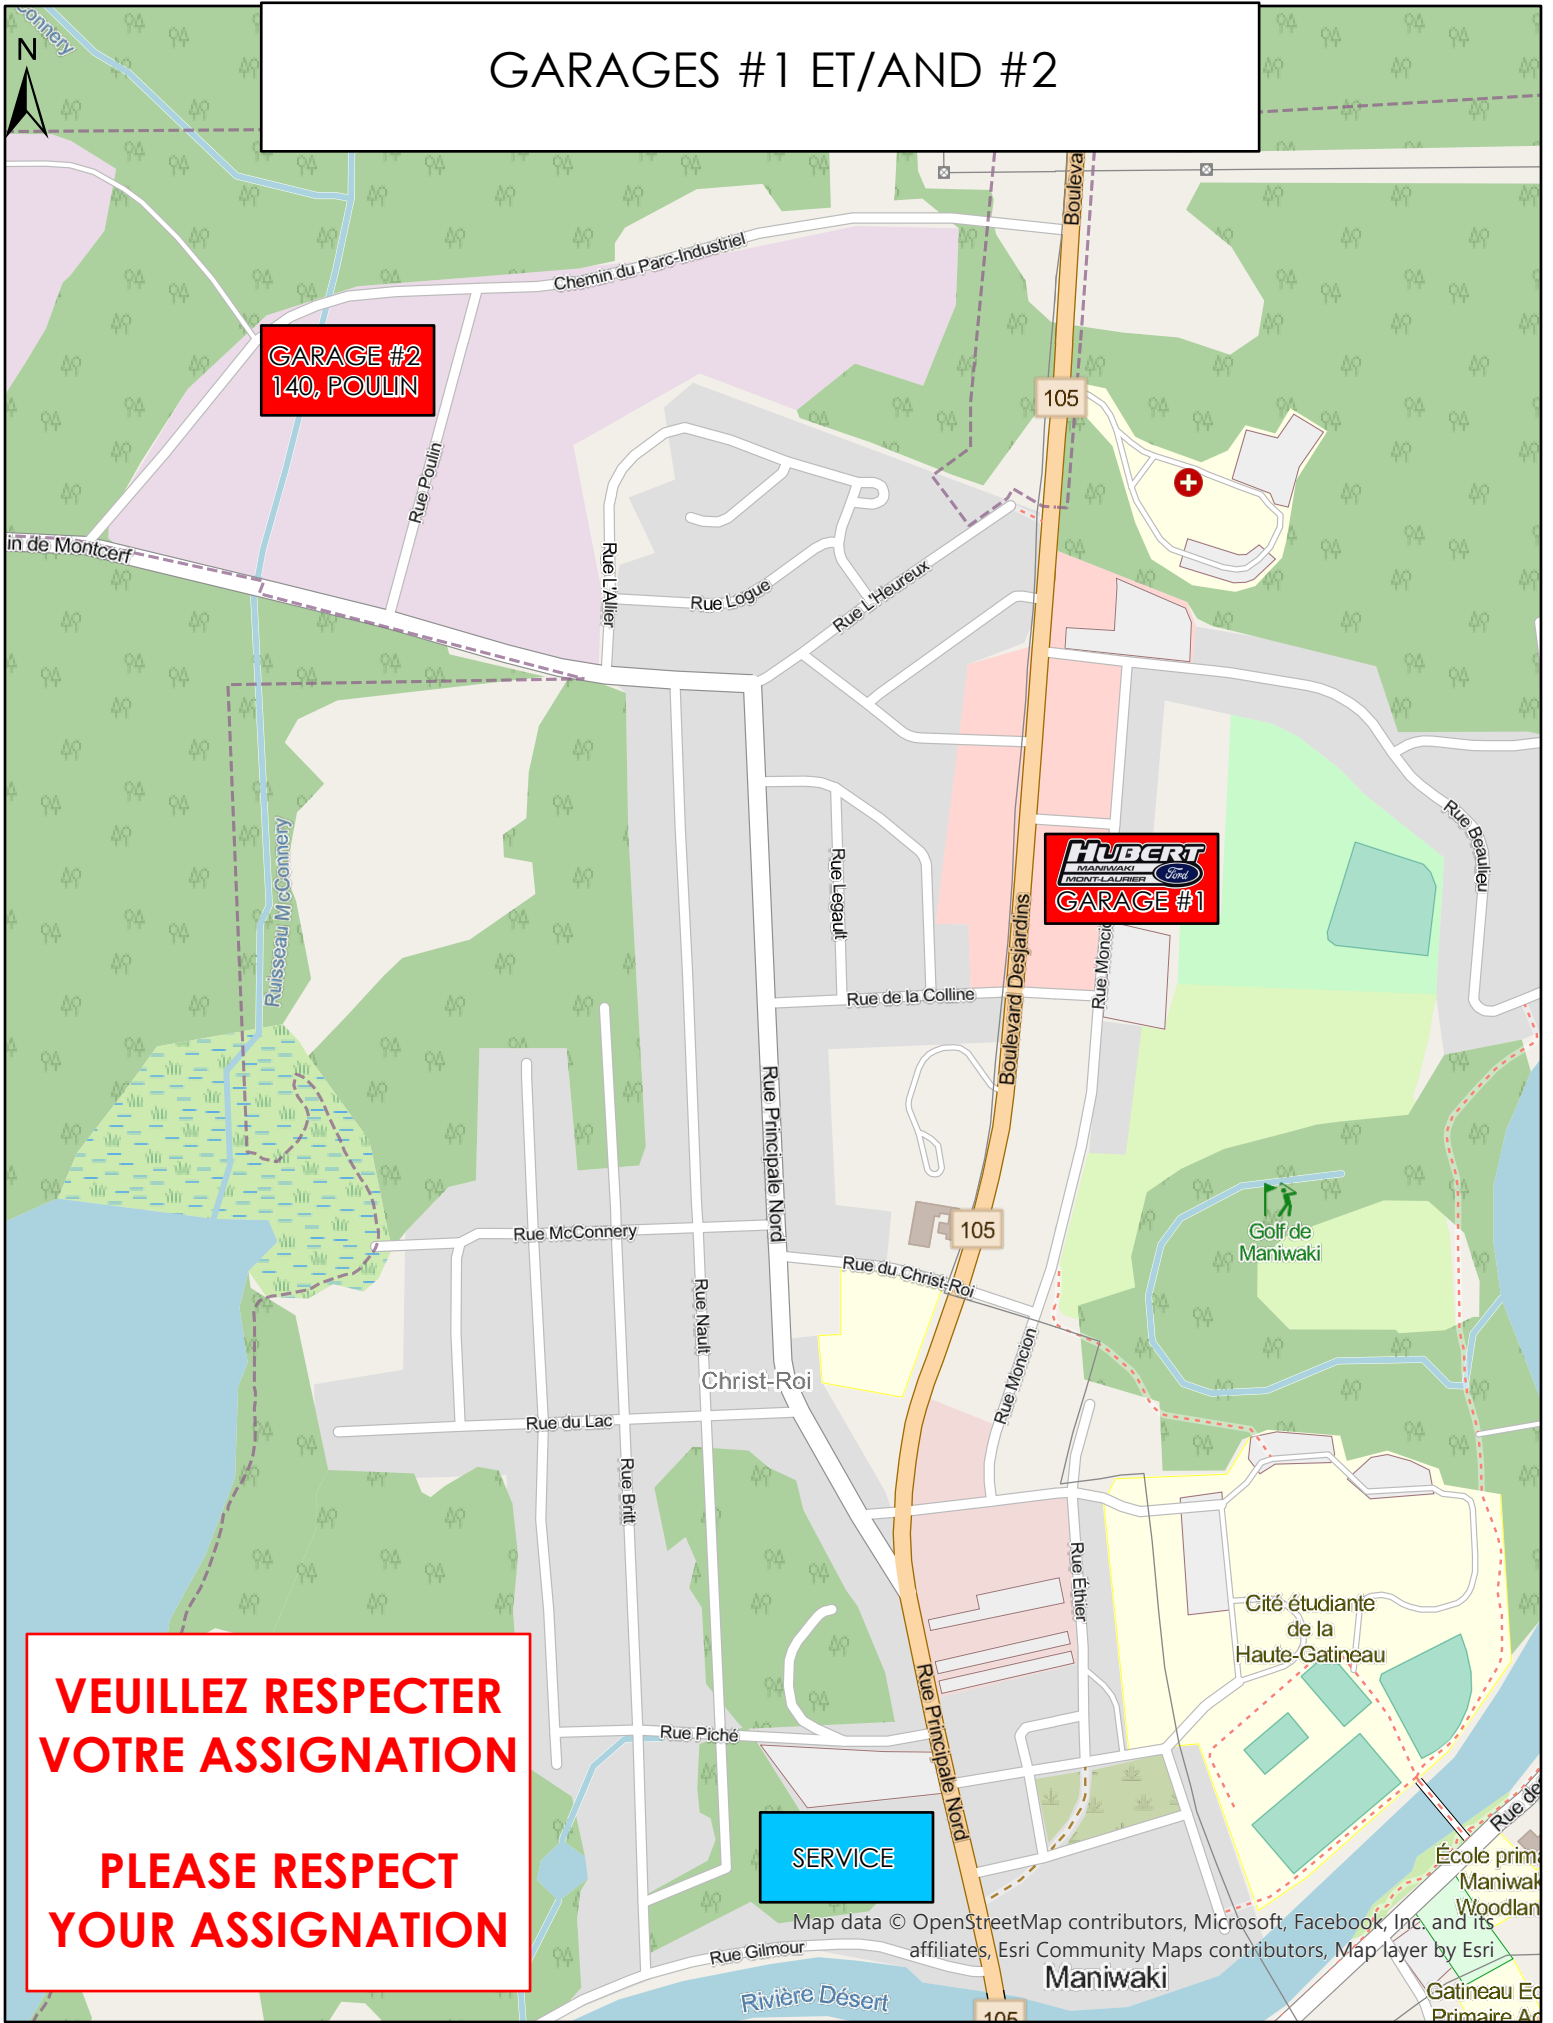 GARAGES #1 ET/AND #2
Connery
N
Chemin du Parc-Industriel
GARAGE #2
140, POULIN
105
Rue Poulin
in de Montcerf
Rue L'Allier
Rue Logue
Rue L'Heureux
Ruisseau McConnery
Rue Legault
HUBERT
MANIWAKI
MONT-LAURIER
Ford
GARAGE #1
Rue Beaulieu
Boulevard Desjardins
Rue de la Colline
Rue Principale Nord
Rue McConnery
105
Golf de
Maniwaki
Rue du Christ-Roi
Rue Nault
Rue Moncion
Christ-Roi
Rue du Lac
Rue Britt
Rue Éthier
Cité étudiante
de la
Haute-Gatineau
VEUILLEZ RESPECTER
VOTRE ASSIGNATION
PLEASE RESPECT
YOUR ASSIGNATION
Rue Piché
Rue Principale Nord
SERVICE
Map data © OpenStreetMap contributors, Microsoft, Facebook, Inc. and its
affiliates, Esri Community Maps contributors, Map layer by Esri
Rue Gilmour
Maniwaki
Rivière Désert
105